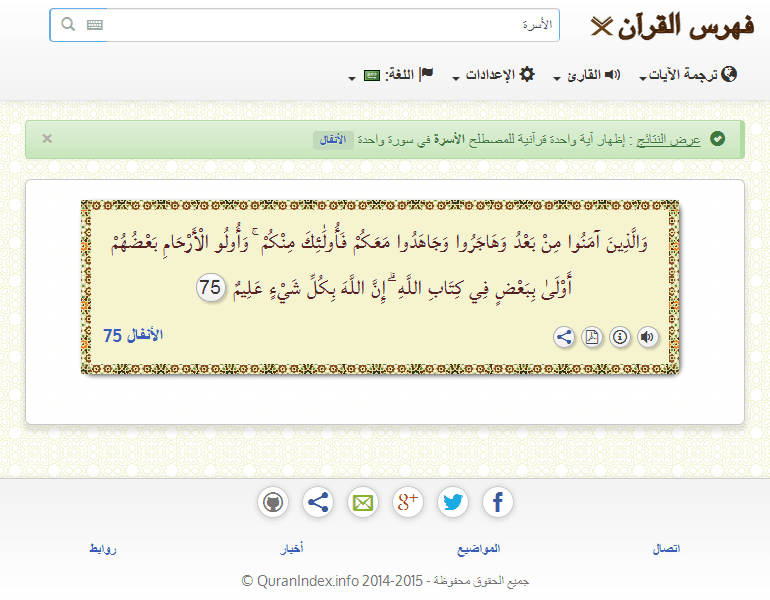 فهرس القرآن
الأسرة
ترجمة الآيات القارئ الإعدادات اللغة:
عرض النتائج : إظهار آية واحدة قرآنية للمصطلح الأسرة في سورة واحدة الأنفال ×
وَالَّذِينَ آمَنُوا مِنْ بَعْدُ وَهَاجَرُوا وَجَاهَدُوا مَعَكُمْ فَأُولَٰئِكَ مِنْكُمْ ۚ وَأُولُو الْأَرْحَامِ بَعْضُهُمْ
أَوْلَىٰ بِبَعْضٍ فِي كِتَابِ اللَّهِ ۗ إِنَّ اللَّهَ بِكُلِّ شَيْءٍ عَلِيمٌ 75
الأنفال 75
اتصال المواضيع أخبار روابط
جميع الحقوق محفوظة - QuranIndex.info 2014-2015 ©